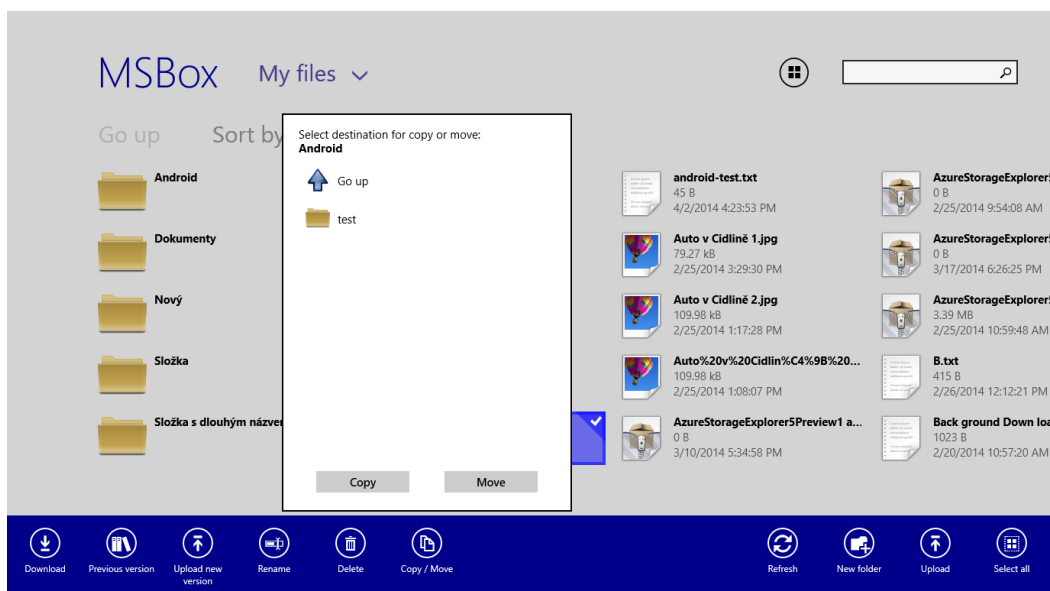 MSBox My files
Go up Sort by
Select destination for copy or move:
Android
Go up
test
Copy Move
Android
Dokumenty
Nový
Složka
Složka s dlouhým názve
android-test.txt
45 B
4/2/2014 4:23:53 PM
Auto v Cidlině 1.jpg
79.27 kB
2/25/2014 3:29:30 PM
Auto v Cidlině 2.jpg
109.98 kB
2/25/2014 1:17:28 PM
Auto%20v%20Cidlin%C4%9B%20...
109.98 kB
2/25/2014 1:08:07 PM
AzureStorageExplorer5Preview1 a...
0 B
3/10/2014 5:34:58 PM
AzureStorageExplorer5
0 B
2/25/2014 9:54:08 AM
AzureStorageExplorer5
0 B
3/17/2014 6:26:25 PM
AzureStorageExplorer5
3.39 MB
2/25/2014 10:59:48 AM
B.txt
415 B
2/26/2014 12:12:21 PM
Back ground Down loa
1023 B
2/20/2014 10:57:20 AM
Download
Previous version
Upload new
version
Rename
Delete
Copy / Move
Refresh
New folder
Upload
Select all